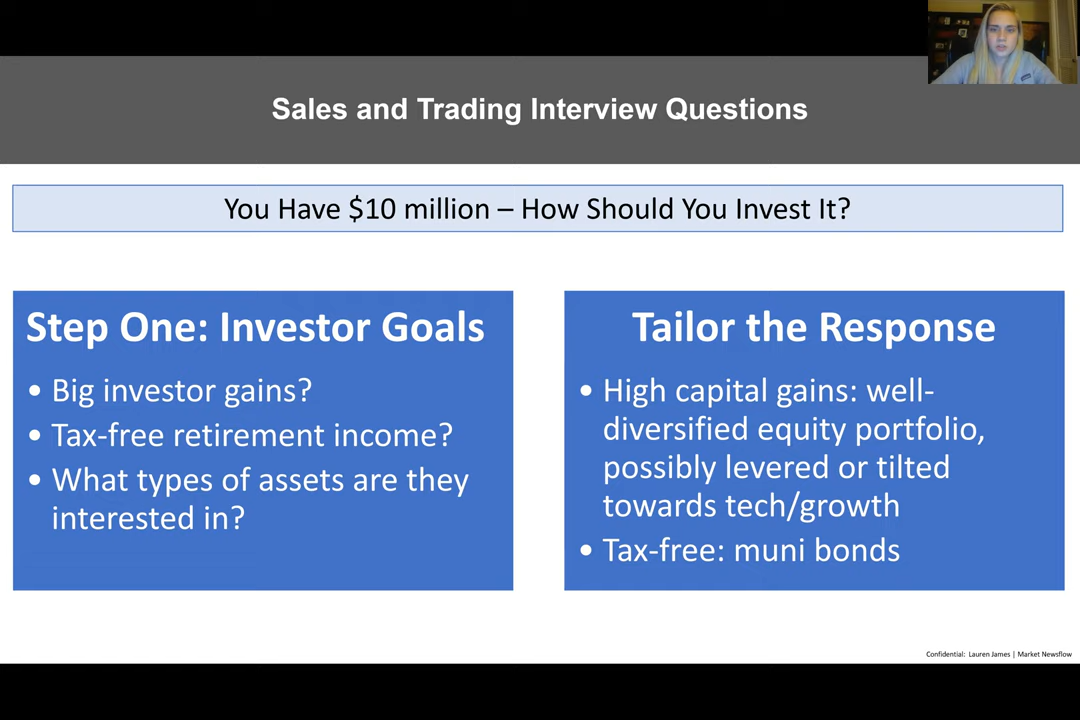 Sales and Trading Interview Questions
You Have $10 million – How Should You Invest It?
Step One: Investor Goals
• Big investor gains?
• Tax-free retirement income?
• What types of assets are they
interested in?
Tailor the Response
• High capital gains: well-
diversified equity portfolio,
possibly levered or tilted
towards tech/growth
• Tax-free: muni bonds
Confidential: Lauren James | Market Newsflow